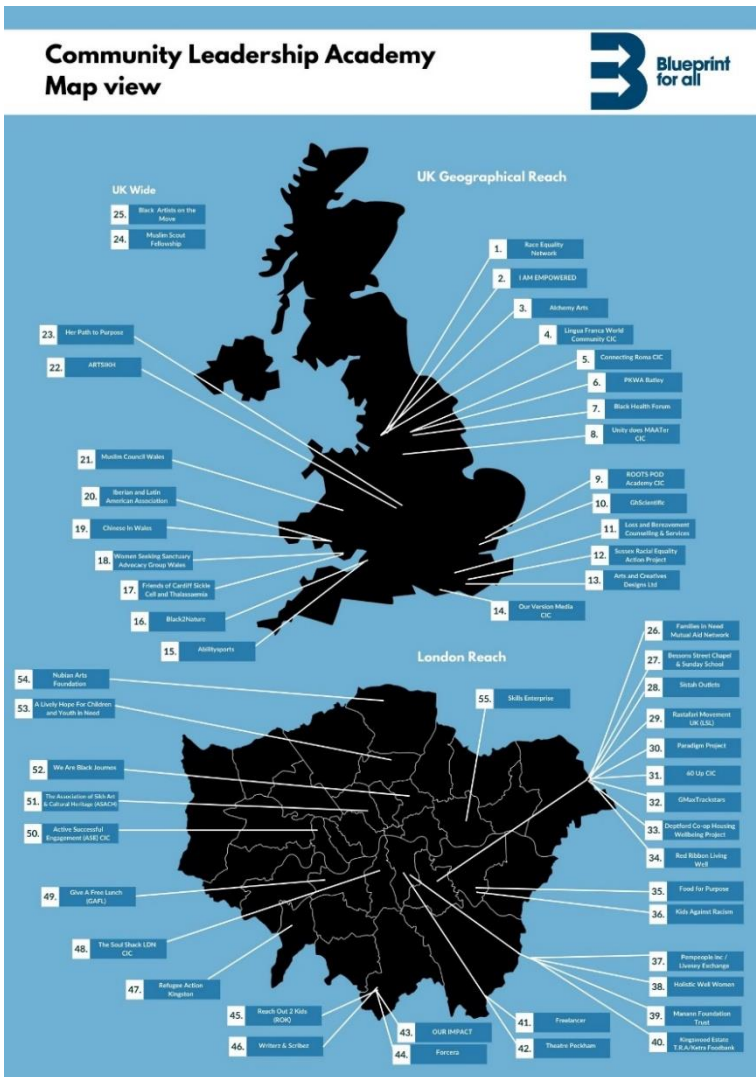 Community Leadership Academy
Map view
Blueprint
for all
UK Wide
UK Geographical Reach
25. Black Artists on the
Move
24. Muslim Scout
Fellowship
1. Race Equality
Network
2. I AM EMPOWERED
3. Alchemy Arts
4. Lingua Franca World
Community CIC
5. Connecting Roma CIC
6. PKWA Batley
7. Black Health Forum
8. Unity does MAATer
CIC
23. Her Path to Purpose
22. ARTSIKH
21. Muslim Council Wales
20. Iberian and Latin
American Association
19. Chinese In Wales
18. Women Seeking Sanctuary
Advocacy Group Wales
17. Friends of Cardiff Sickle
Cell and Thalassaemia
16. Black2Nature
15. Abilitysports
9. ROOTS POD
Academy CIC
10. GhScientific
11. Loss and Bereavement
Counselling & Services
12. Sussex Racial Equality
Action Project
13. Arts and Creatives
Designs Ltd
14. Our Version Media
CIC
London Reach
54. Nubian Arts
Foundation
53. A Lively Hope For Children
and Youth in Need
52. We Are Black Journos
51. The Association of Sikh Art
& Cultural Heritage (ASACH)
50. Active Successful
Engagement (ASE) CIC
49. Give A Free Lunch
(GAFL)
48. The Soul Shack LDN
CIC
47. Refugee Action
Kingston
45. Reach Out 2 Kids
(ROK)
46. Writerz & Scribez
43. OUR IMPACT
44. Forcera
55. Skills Enterprise
26. Families in Need
Mutual Aid Network
27. Bessons Street Chapel
& Sunday School
28. Sistah Outlets
29. Rastafari Movement
UK (LSL)
30. Paradigm Project
31. 60 Up CIC
32. GMaxTrackstars
33. Deptford Co-op Housing
Wellbeing Project
34. Red Ribbon Living
Well
35. Food for Purpose
36. Kids Against Racism
37. Pempeople Inc /
Livesey Exchange
38. Holistic Well Women
39. Manann Foundation
Trust
40. Kingswood Estate
T.R.A/Netra Foodbank
41. Freelancer
42. Theatre Peckham